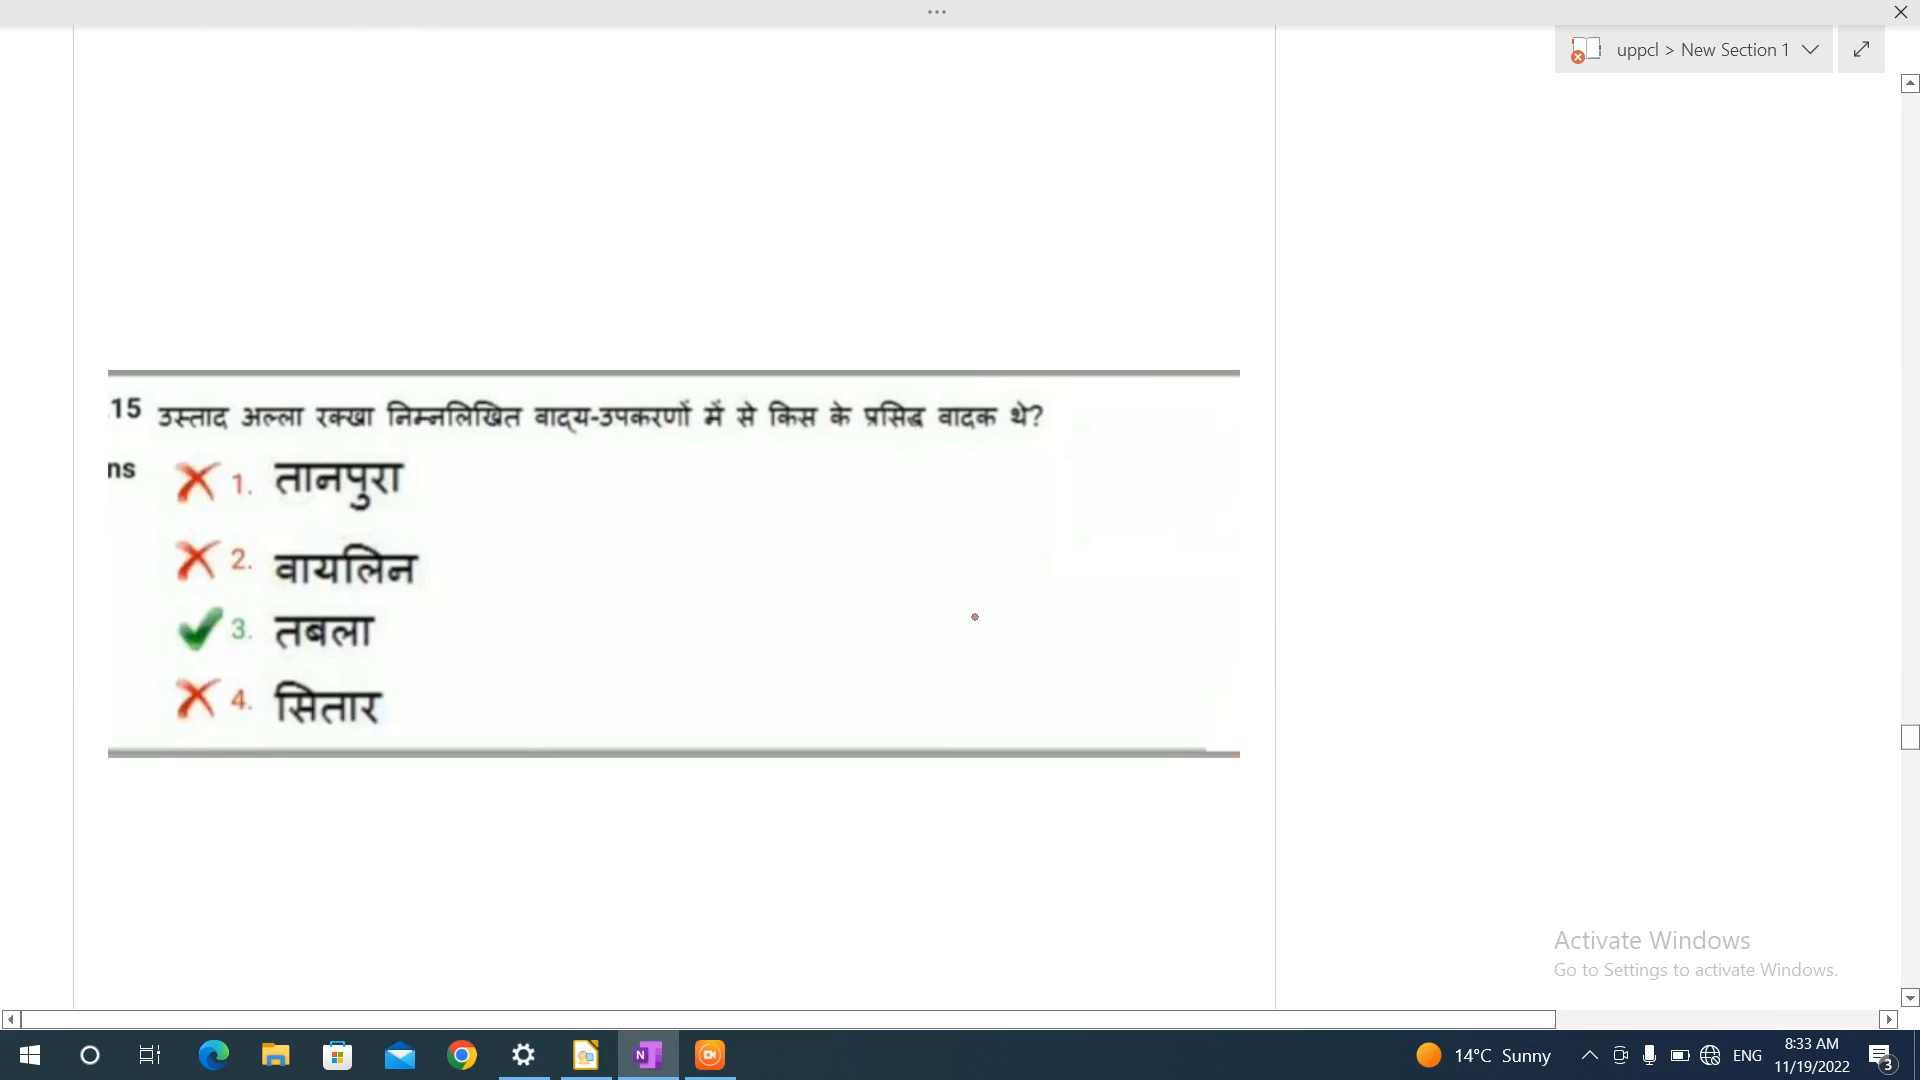 uppcl > New Section 1
15 उस्ताद अल्ला रक्खा निम्नलिखित वाद्य-उपकरणों में से किस के प्रसिद्ध वादक थे?
ns
1. तानपुरा
2. वायलिन
3. तबला
4. सितार
Activate Windows
Go to Settings to activate Windows.
14°C Sunny
ENG
8:33 AM
11/19/2022
3